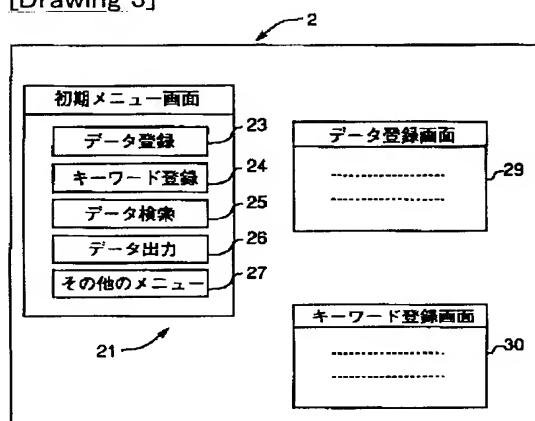 [Drawing 3]
2
初期メニュー画面
データ登録
23
キーワード登録
24
データ検索
25
データ出力
26
その他のメニュー
27
21
データ登録画面
29
キーワード登録画面
30